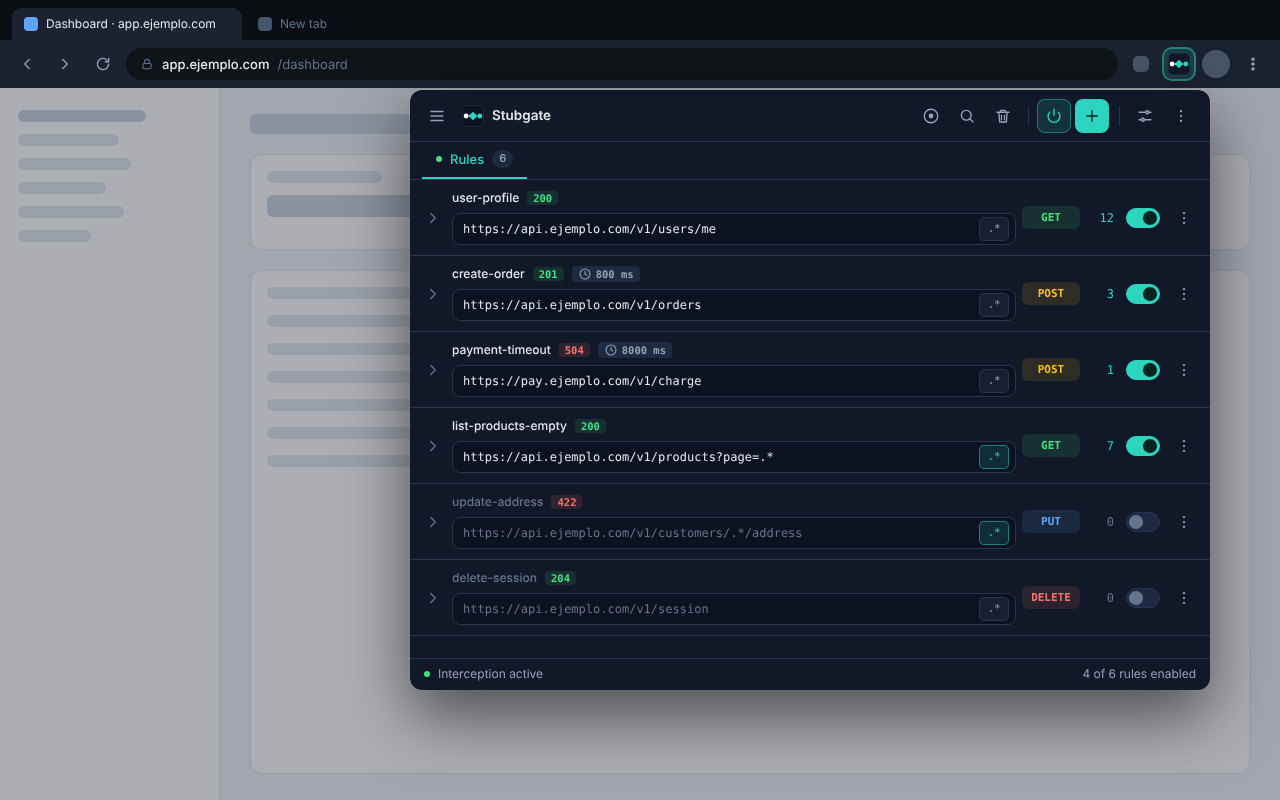 Dashboard · app.ejemplo.com
New tab
app.ejemplo.com /dashboard
Stubgate
Rules 6
user-profile 200
https://api.ejemplo.com/v1/users/me .* GET 12
create-order 201 800 ms
https://api.ejemplo.com/v1/orders .* POST 3
payment-timeout 504 8000 ms
https://pay.ejemplo.com/v1/charge .* POST 1
list-products-empty 200
https://api.ejemplo.com/v1/products?page=.* .* GET 7
update-address 422
https://api.ejemplo.com/v1/customers/.*/address .* PUT 0
delete-session 204
https://api.ejemplo.com/v1/session .* DELETE 0
Interception active
4 of 6 rules enabled